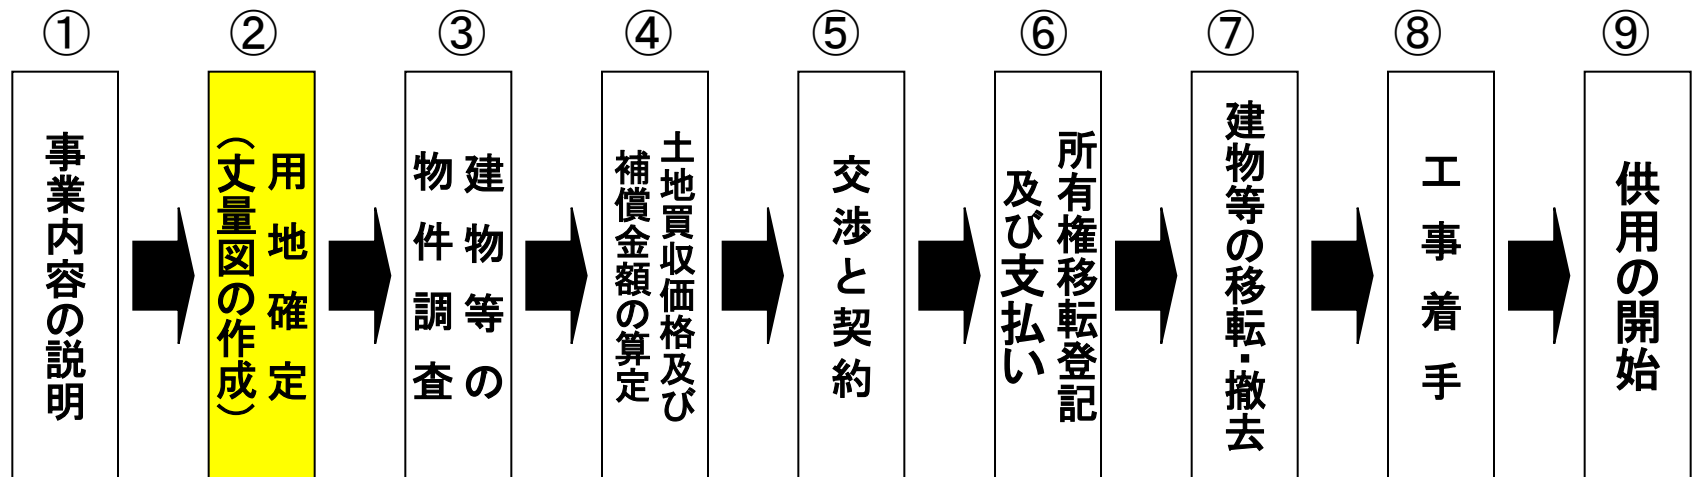 ①
事業内容の説明
②
用地確定
（丈量図の作成）
③
建物等の
物件調査
④
土地買収価格及び
補償金額の算定
⑤
交渉と契約
⑥
所有権移転登記
及び支払い
⑦
建物等の移転・撤去
⑧
工事着手
⑨
供用の開始